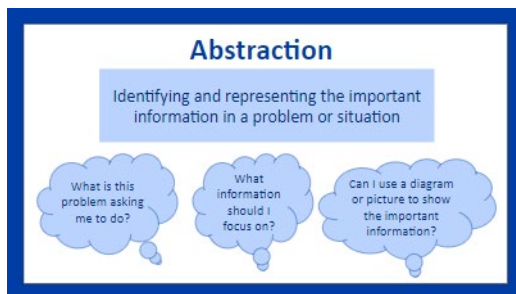 Abstraction
Identifying and representing the important
information in a problem or situation
What is this
problem asking
me to do?
What
information
should I
focus on?
Can I use a diagram
or picture to show
the important
information?